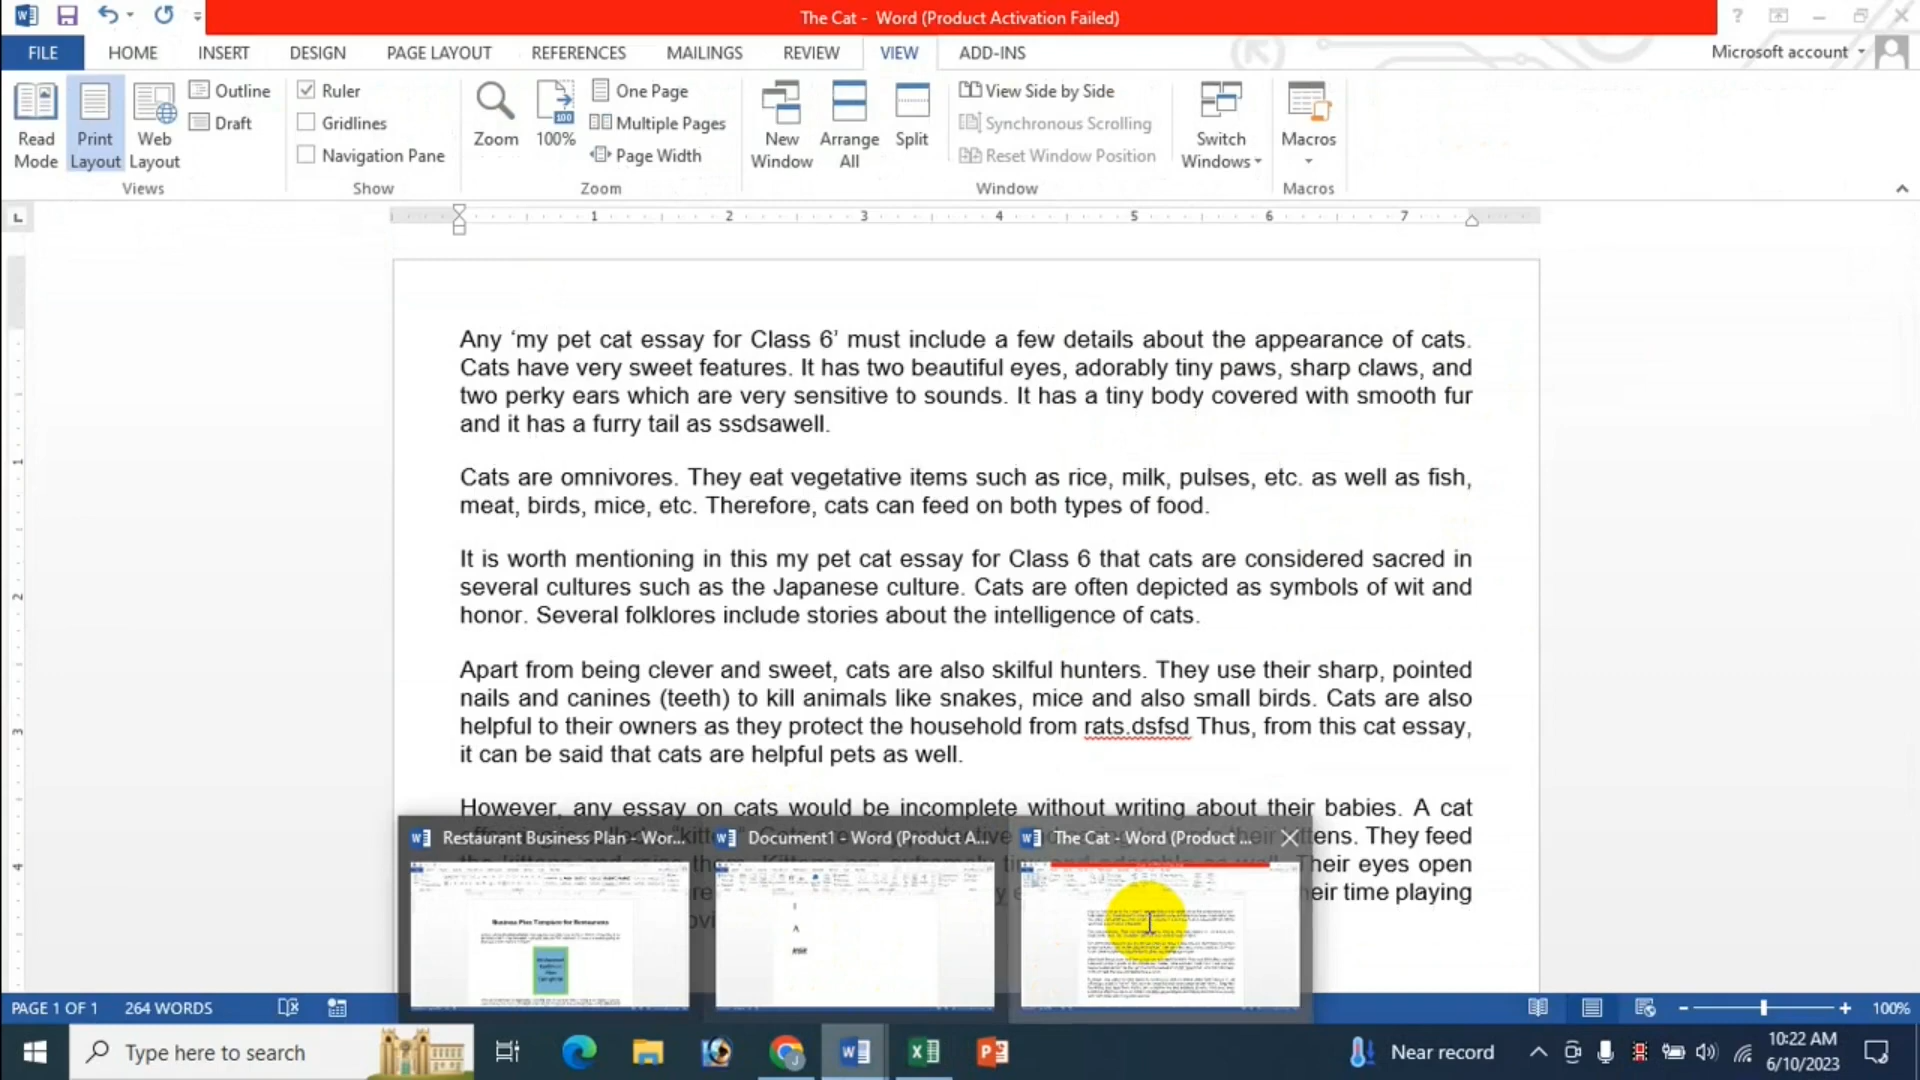 The Cat - Word (Product Activation Failed)
FILE HOME INSERT DESIGN PAGE LAYOUT REFERENCES MAILINGS REVIEW VIEW ADD-INS Microsoft account
Read Mode
Print Layout
Web Layout
Outline
Draft
Views
Ruler
Gridlines
Navigation Pane
Show
Zoom
100%
One Page
Multiple Pages
Page Width
Zoom
New Window
Arrange All
Split
View Side by Side
Synchronous Scrolling
Reset Window Position
Window
Switch Windows
Macros
Macros
1 2 3 4 5 6 7
Any ‘my pet cat essay for Class 6’ must include a few details about the appearance of cats.
Cats have very sweet features. It has two beautiful eyes, adorably tiny paws, sharp claws, and
two perky ears which are very sensitive to sounds. It has a tiny body covered with smooth fur
and it has a furry tail as ssdsawell.
Cats are omnivores. They eat vegetative items such as rice, milk, pulses, etc. as well as fish,
meat, birds, mice, etc. Therefore, cats can feed on both types of food.
It is worth mentioning in this my pet cat essay for Class 6 that cats are considered sacred in
several cultures such as the Japanese culture. Cats are often depicted as symbols of wit and
honor. Several folklores include stories about the intelligence of cats.
Apart from being clever and sweet, cats are also skilful hunters. They use their sharp, pointed
nails and canines (teeth) to kill animals like snakes, mice and also small birds. Cats are also
helpful to their owners as they protect the household from rats.dsfsd Thus, from this cat essay,
it can be said that cats are helpful pets as well.
However, any essay on cats would be incomplete without writing about their babies. A cat
They feed
Their eyes open
their time playing
Restaurant Business Plan - Wor... Document1 - Word (Product A... The Cat - Word (Product ...
Business Plan Template for Restaurants
PAGE 1 OF 1 264 WORDS 100%
Type here to search
Near record
10:22 AM
6/10/2023